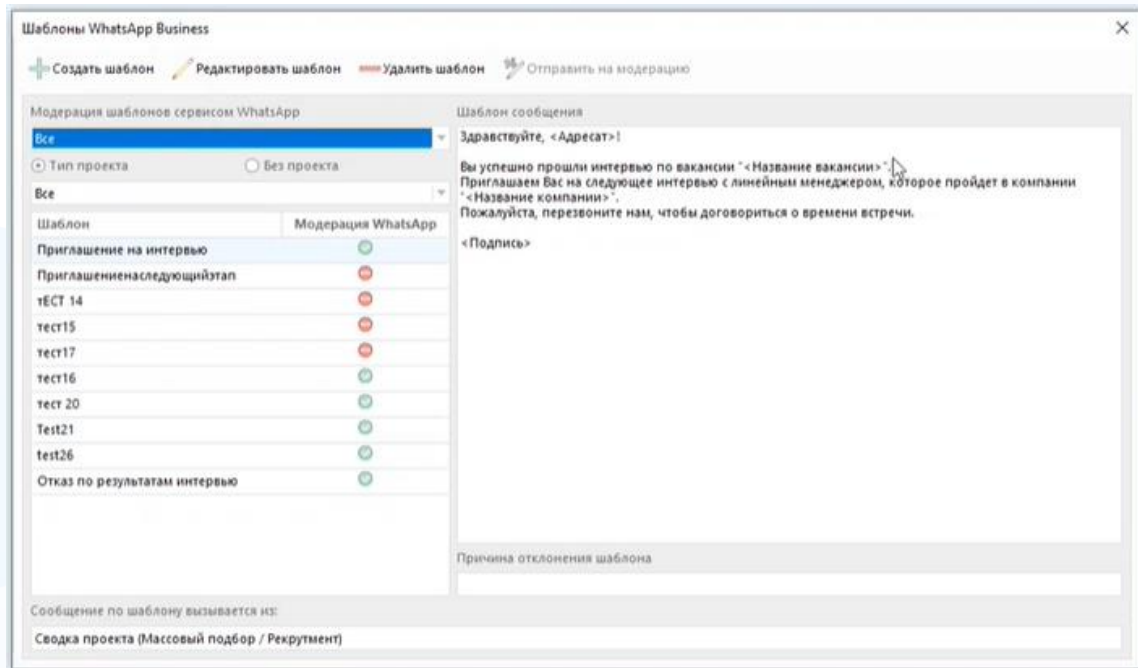 Шаблоны WhatsApp Business
Создать шаблон Редактировать шаблон Удалить шаблон Отправить на модерацию
Модерация шаблонов сервисом WhatsApp
Все
Тип проекта Без проекта
Все
Шаблон Модерация WhatsApp
Приглашение на интервью
Приглашениенаследующийэтап
тЕСТ 14
тест15
тест17
тест16
тест 20
Test21
test26
Отказ по результатам интервью
Шаблон сообщения
Здравствуйте, <Адресат>!
Вы успешно прошли интервью по вакансии "<Название вакансии>".
Приглашаем Вас на следующее интервью с линейным менеджером, которое пройдет в компании
"<Название компании>".
Пожалуйста, перезвоните нам, чтобы договориться о времени встречи.
<Подпись>
Причина отклонения шаблона
Сообщение по шаблону вызывается из:
Сводка проекта (Массовый подбор / Рекрутмент)